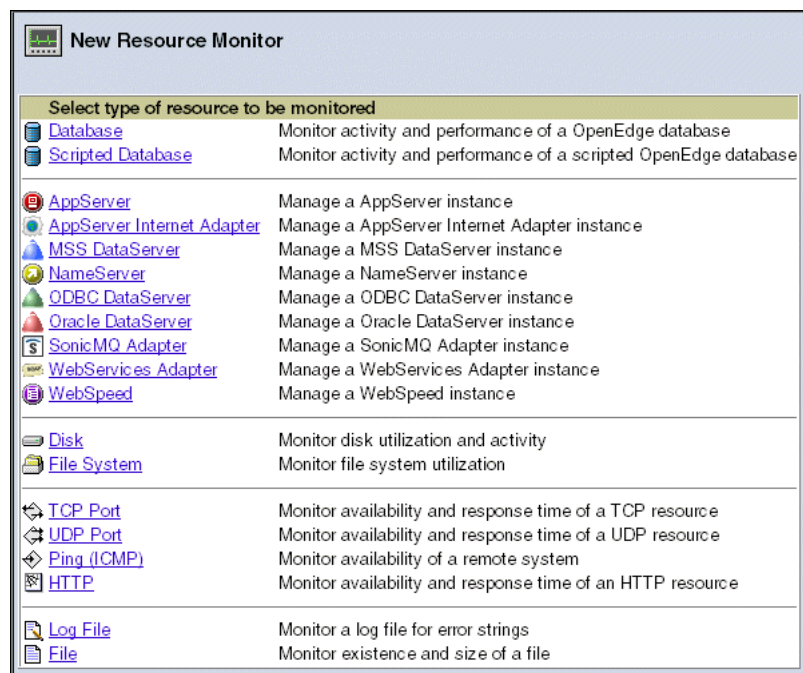 New Resource Monitor
Select type of resource to be monitored
Database Monitor activity and performance of a OpenEdge database
Scripted Database Monitor activity and performance of a scripted OpenEdge database
AppServer Manage a AppServer instance
AppServer Internet Adapter Manage a AppServer Internet Adapter instance
MSS DataServer Manage a MSS DataServer instance
NameServer Manage a NameServer instance
ODBC DataServer Manage a ODBC DataServer instance
Oracle DataServer Manage a Oracle DataServer instance
SonicMQ Adapter Manage a SonicMQ Adapter instance
WebServices Adapter Manage a WebServices Adapter instance
WebSpeed Manage a WebSpeed instance
Disk Monitor disk utilization and activity
File System Monitor file system utilization
TCP Port Monitor availability and response time of a TCP resource
UDP Port Monitor availability and response time of a UDP resource
Ping (ICMP) Monitor availability of a remote system
HTTP Monitor availability and response time of an HTTP resource
Log File Monitor a log file for error strings
File Monitor existence and size of a file